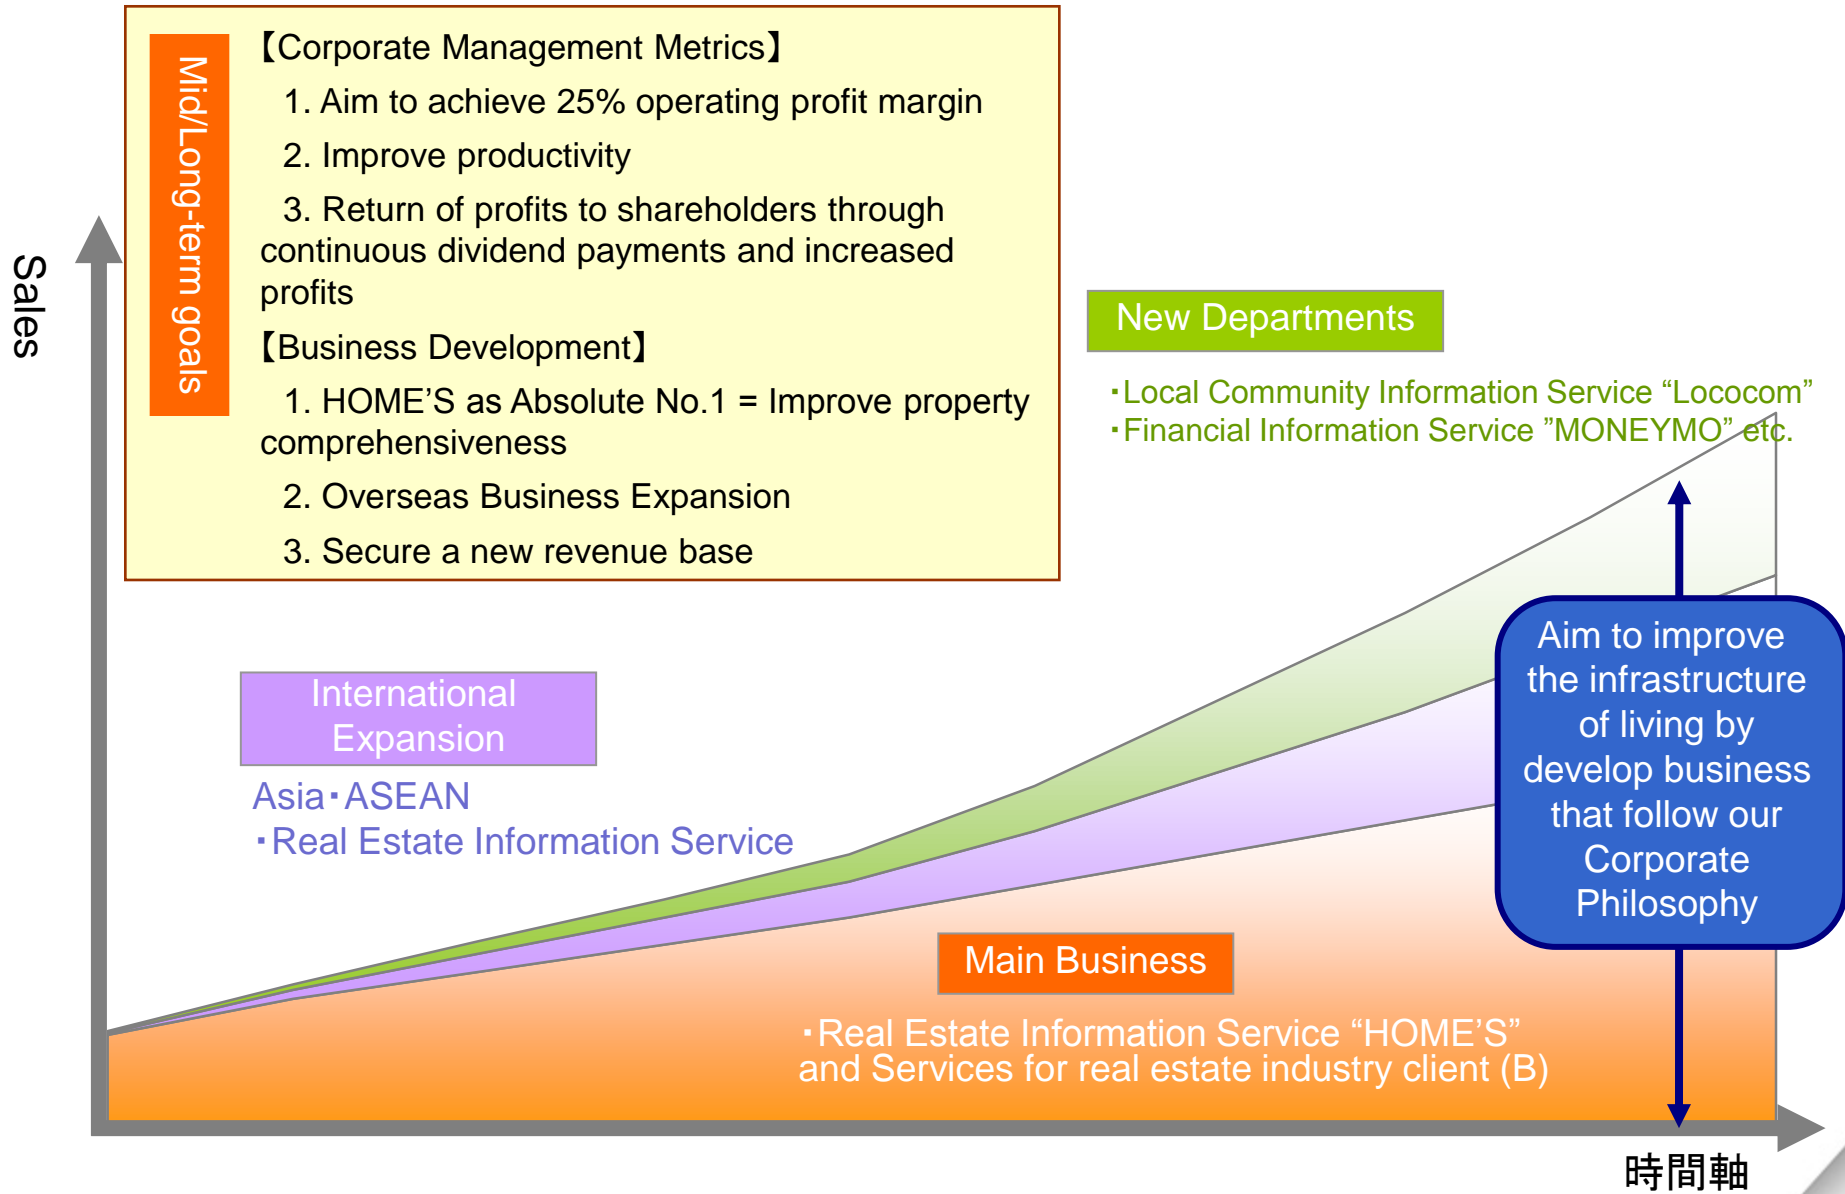 Mid/Long-term goals
【Corporate Management Metrics】
1. Aim to achieve 25% operating profit margin
2. Improve productivity
3. Return of profits to shareholders through
continuous dividend payments and increased
profits
【Business Development】
1. HOME’S as Absolute No.1 = Improve property
comprehensiveness
2. Overseas Business Expansion
3. Secure a new revenue base
Sales
New Departments
・Local Community Information Service “Lococom”
・Financial Information Service ”MONEYMO” etc.
International
Expansion
Asia・ASEAN
・Real Estate Information Service
Aim to improve
the infrastructure
of living by
develop business
that follow our
Corporate
Philosophy
Main Business
・Real Estate Information Service “HOME’S”
and Services for real estate industry client (B)
時間軸